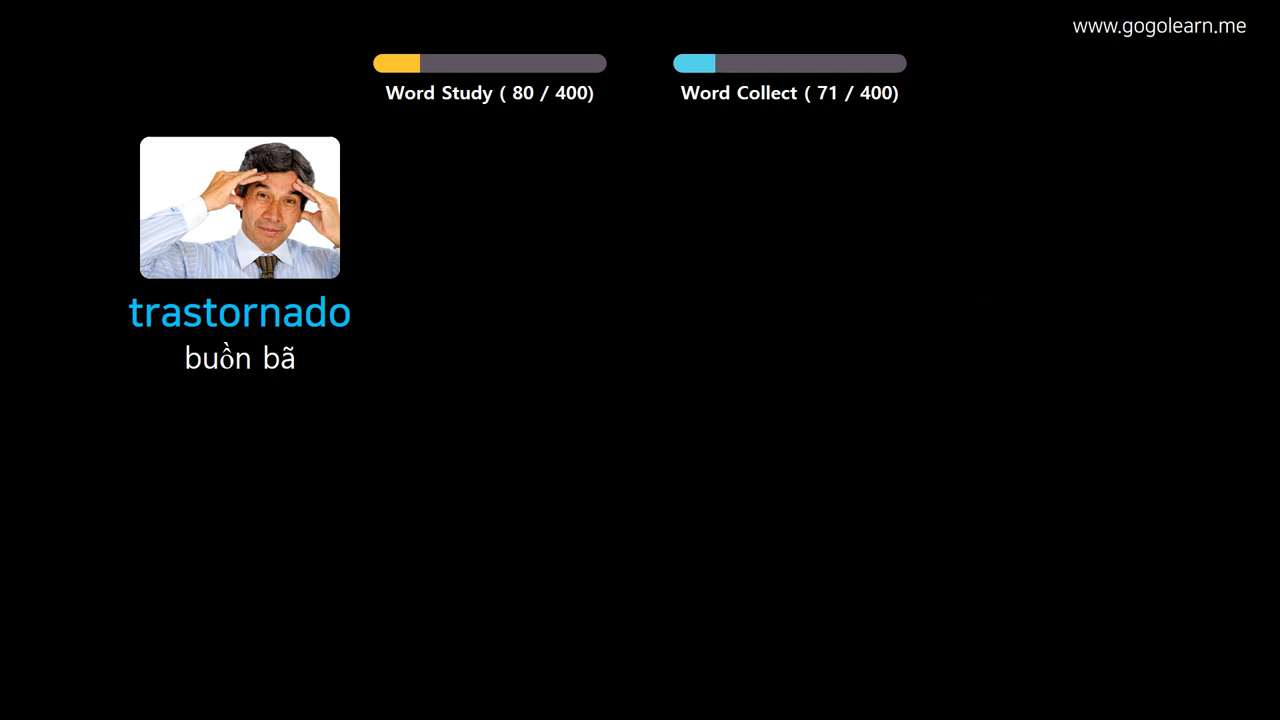 www.gogolearn.me
Word Study ( 80 / 400)
Word Collect ( 71 / 400)
trastornado
buồn bã